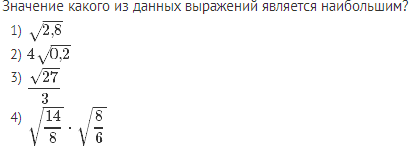 Значение какого из данных выражений является наибольшим?
1) √2,8
2) 4√0,2
3) √27/3
4) √(14/8) · √(8/6)